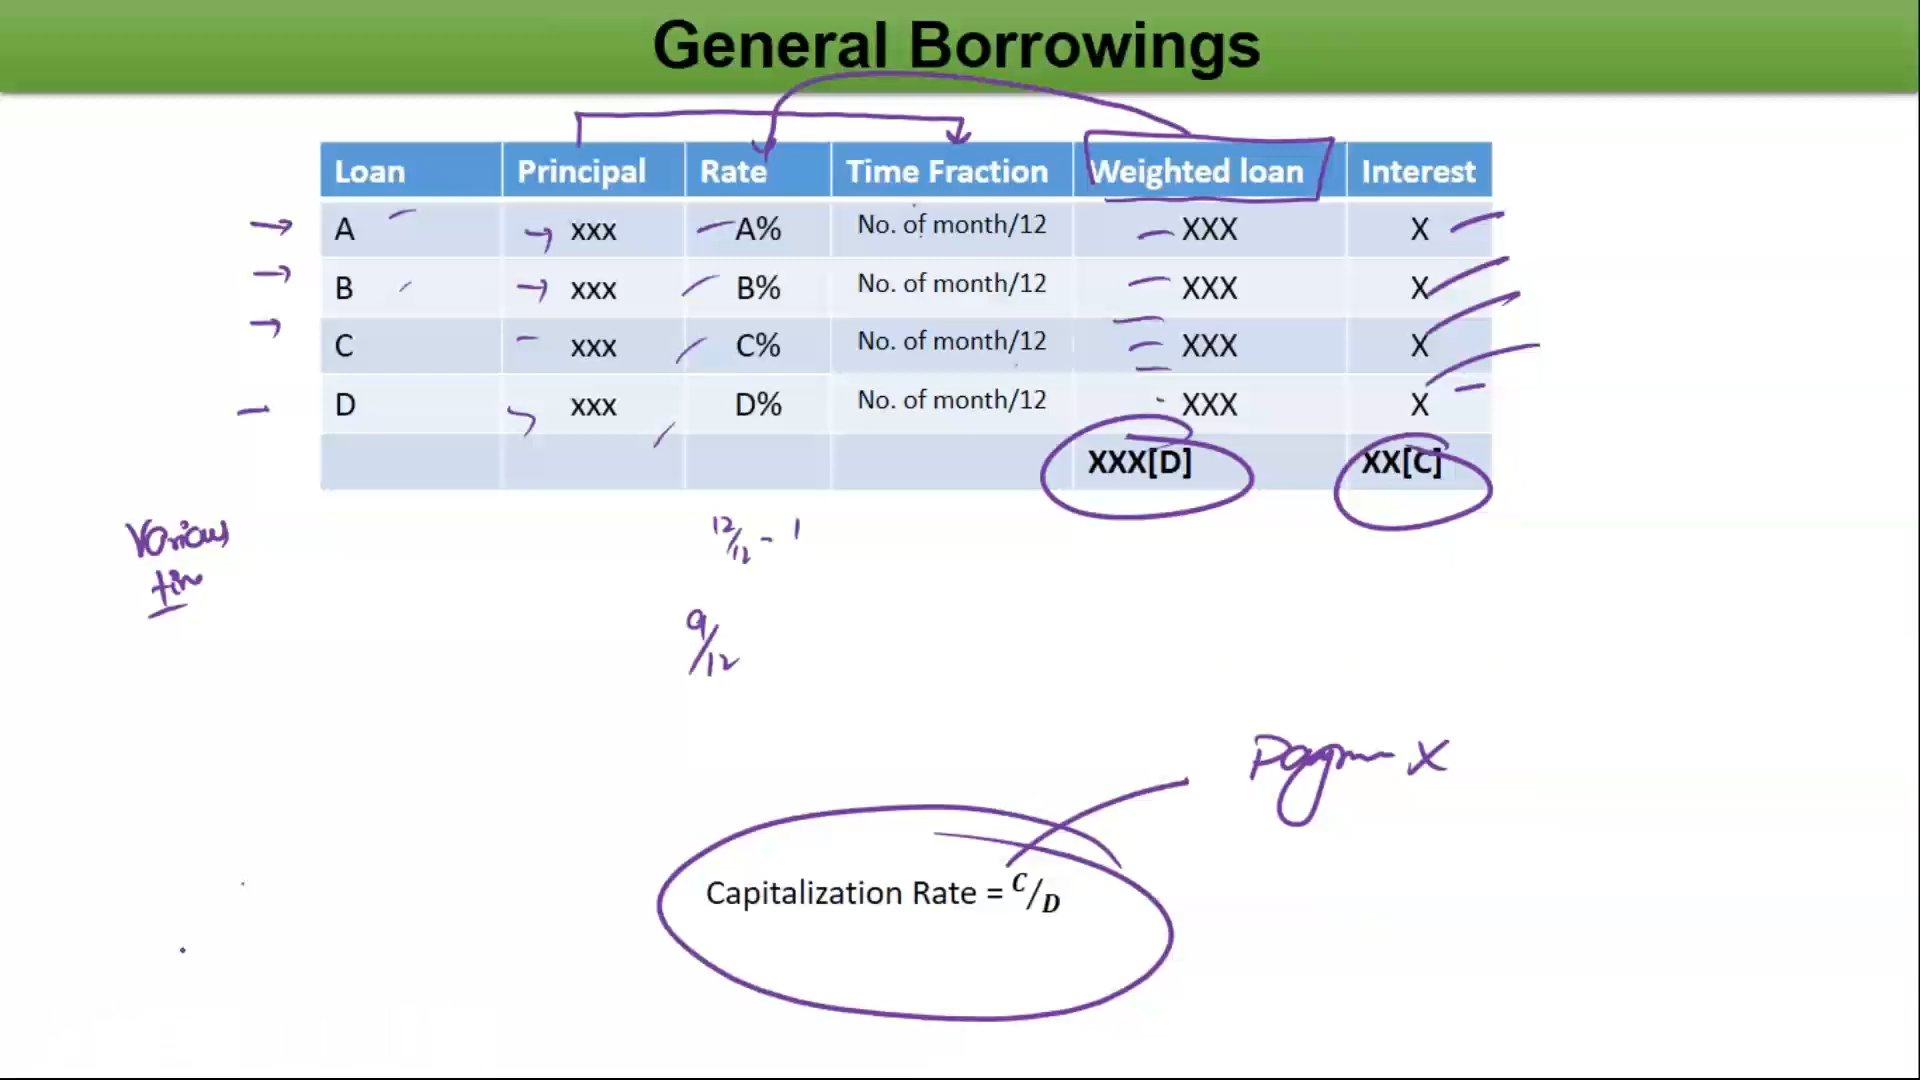 General Borrowings
Loan Principal Rate Time Fraction Weighted loan Interest
A xxx A% No. of month/12 XXX X
B xxx B% No. of month/12 XXX X
C xxx C% No. of month/12 XXX X
D xxx D% No. of month/12 XXX X
XXX[D] XX[C]
Various
12/12 - 1
9/12
X
Capitalization Rate = C/D